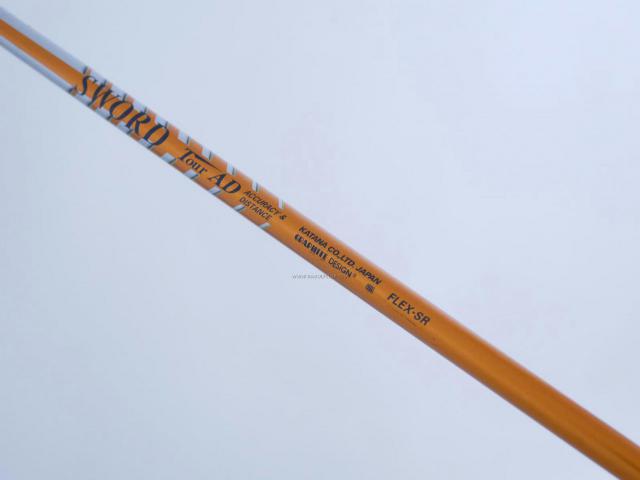 SWORD Tour AD
ACCURACY &
DISTANCE
KATANA CO.,LTD. JAPAN
GRAPHITE DESIGN®
FLEX-SR